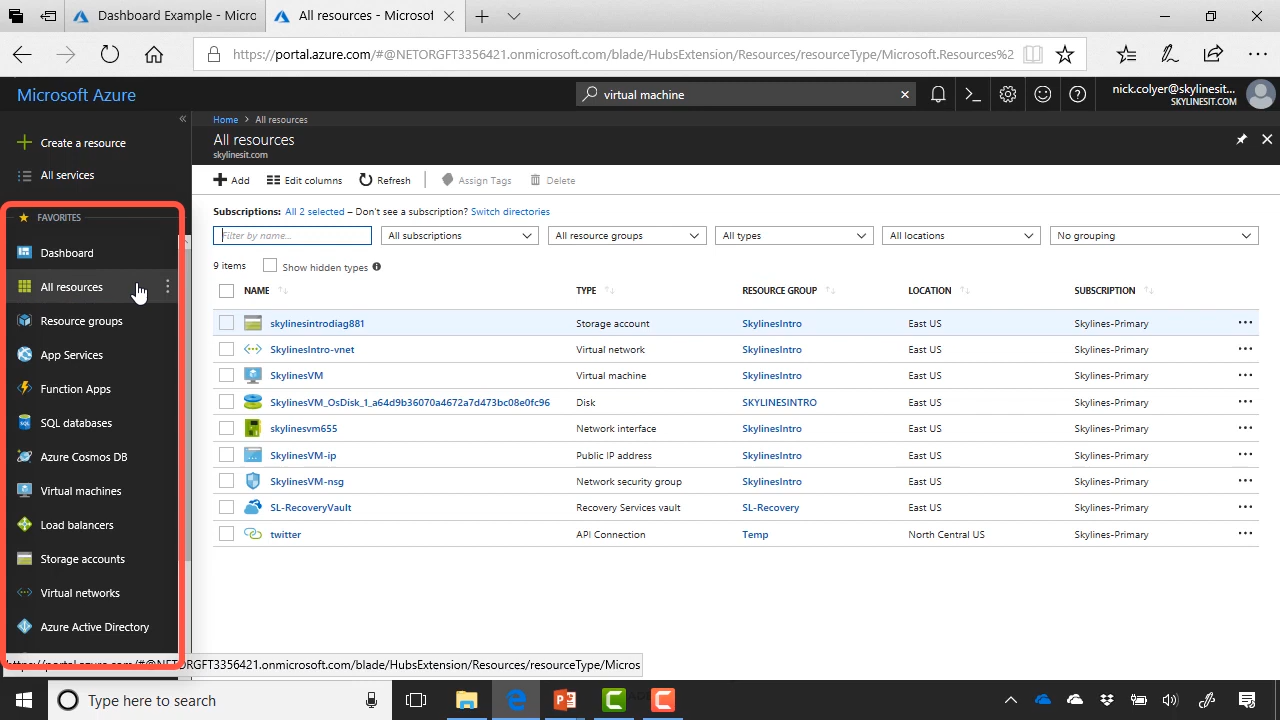 Dashboard Example - Micro
All resources - Microsof
https://portal.azure.com/#@NETORGFT3356421.onmicrosoft.com/blade/HubsExtension/Resources/resourceType/Microsoft.Resources%2
Microsoft Azure
virtual machine
nick.colyer@skylinesit...
SKYLINESIT.COM
Create a resource
All services
FAVORITES
Dashboard
All resources
Resource groups
App Services
Function Apps
SQL databases
Azure Cosmos DB
Virtual machines
Load balancers
Storage accounts
Virtual networks
Azure Active Directory
Home > All resources
All resources
skylinesit.com
Add Edit columns Refresh Assign Tags Delete
Subscriptions: All 2 selected – Don't see a subscription? Switch directories
Filter by name... All subscriptions All resource groups All types All locations No grouping
9 items Show hidden types
NAME TYPE RESOURCE GROUP LOCATION SUBSCRIPTION
skylinesintrodiag881 Storage account SkylinesIntro East US Skylines-Primary
SkylinesIntro-vnet Virtual network SkylinesIntro East US Skylines-Primary
SkylinesVM Virtual machine SkylinesIntro East US Skylines-Primary
SkylinesVM_OsDisk_1_a64d9b36070a4672a7d473bc08e0fc96 Disk SKYLINESINTRO East US Skylines-Primary
skylinesvm655 Network interface SkylinesIntro East US Skylines-Primary
SkylinesVM-ip Public IP address SkylinesIntro East US Skylines-Primary
SkylinesVM-nsg Network security group SkylinesIntro East US Skylines-Primary
SL-RecoveryVault Recovery Services vault SL-Recovery East US Skylines-Primary
twitter API Connection Temp North Central US Skylines-Primary
https://portal.azure.com/#@NETORGFT3356421.onmicrosoft.com/blade/HubsExtension/Resources/resourceType/Micros
Type here to search